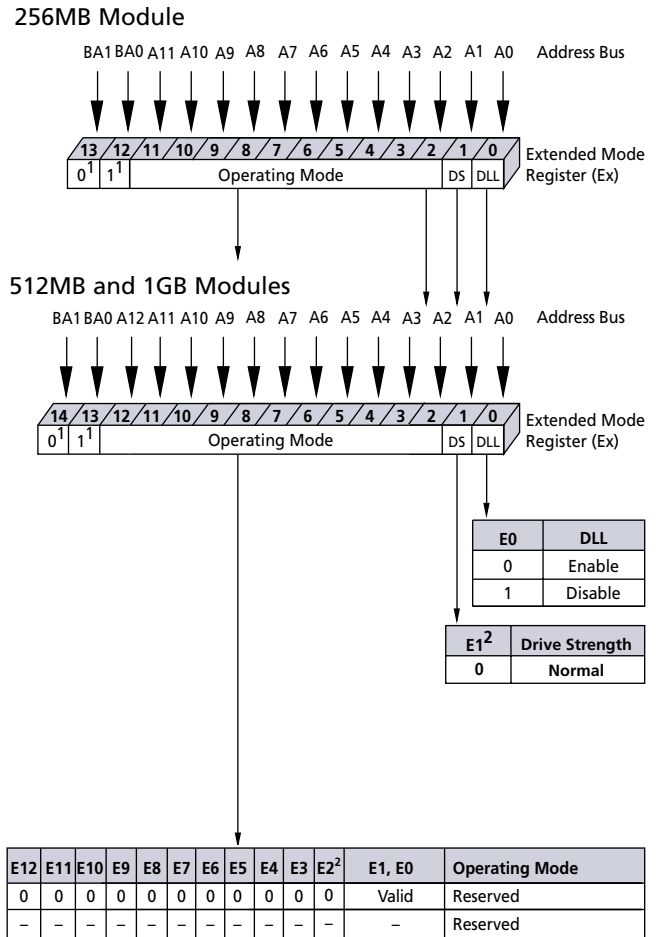 256MB Module
BA1 BA0 A11 A10 A9 A8 A7 A6 A5 A4 A3 A2 A1 A0 Address Bus
13 12 11 10 9 8 7 6 5 4 3 2 1 0
0¹ 1¹ Operating Mode DS DLL
Extended Mode
Register (Ex)
512MB and 1GB Modules
BA1 BA0 A12 A11 A10 A9 A8 A7 A6 A5 A4 A3 A2 A1 A0 Address Bus
14 13 12 11 10 9 8 7 6 5 4 3 2 1 0
0¹ 1¹ Operating Mode DS DLL
Extended Mode
Register (Ex)
E0 DLL
0 Enable
1 Disable
E1² Drive Strength
0 Normal
E12 E11 E10 E9 E8 E7 E6 E5 E4 E3 E2² E1, E0 Operating Mode
0 0 0 0 0 0 0 0 0 0 0 Valid Reserved
– – – – – – – – – – – – Reserved